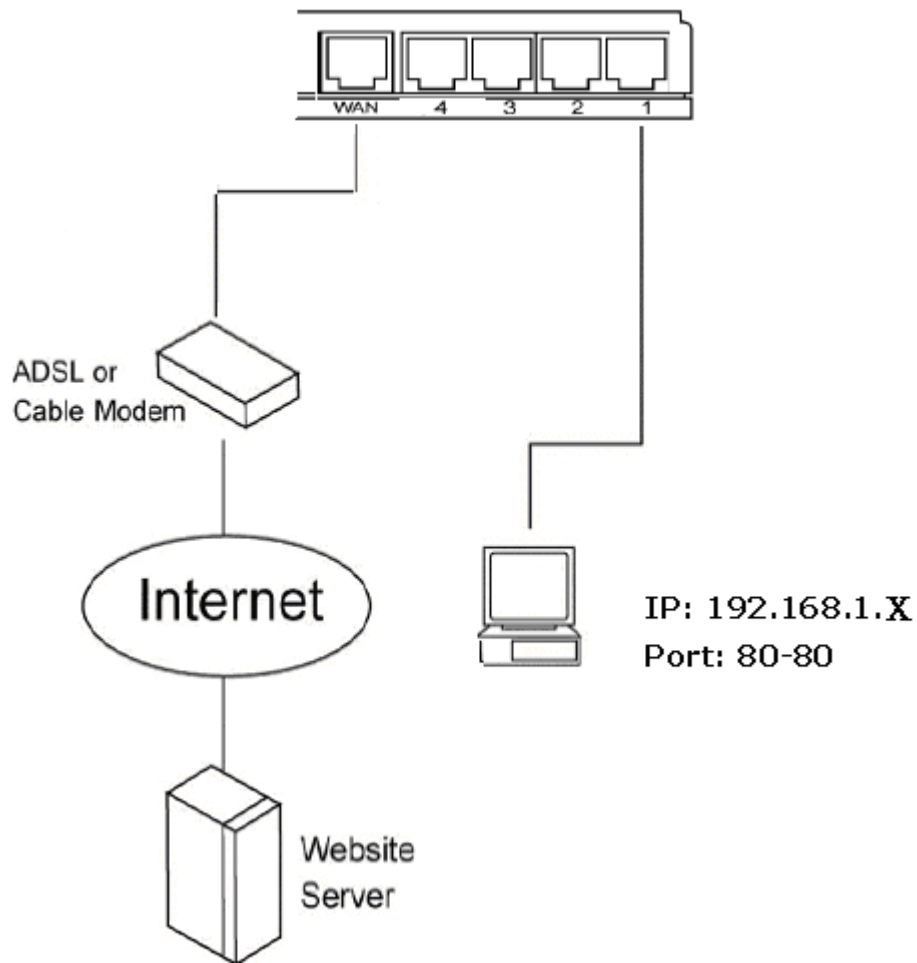 WAN 4 3 2 1
ADSL or
Cable Modem
Internet
IP: 192.168.1.X
Port: 80-80
Website
Server